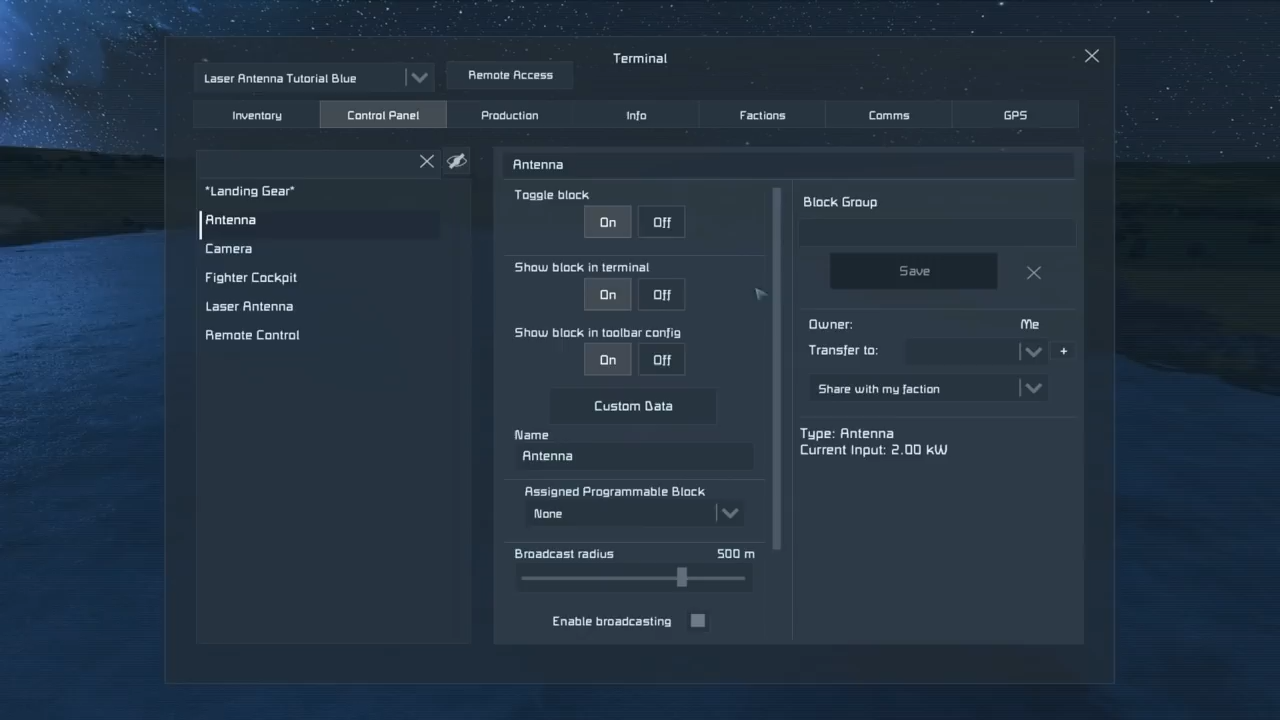 Terminal
Laser Antenna Tutorial Blue
Remote Access
Inventory
Control Panel
Production
Info
Factions
Comms
GPS
*Landing Gear*
Antenna
Camera
Fighter Cockpit
Laser Antenna
Remote Control
Antenna
Toggle block
On
Off
Show block in terminal
On
Off
Show block in toolbar config
On
Off
Custom Data
Name
Antenna
Assigned Programmable Block
None
Broadcast radius
500 m
Enable broadcasting
Block Group
Save
Owner:
Me
Transfer to:
+
Share with my faction
Type: Antenna
Current Input: 2.00 kW